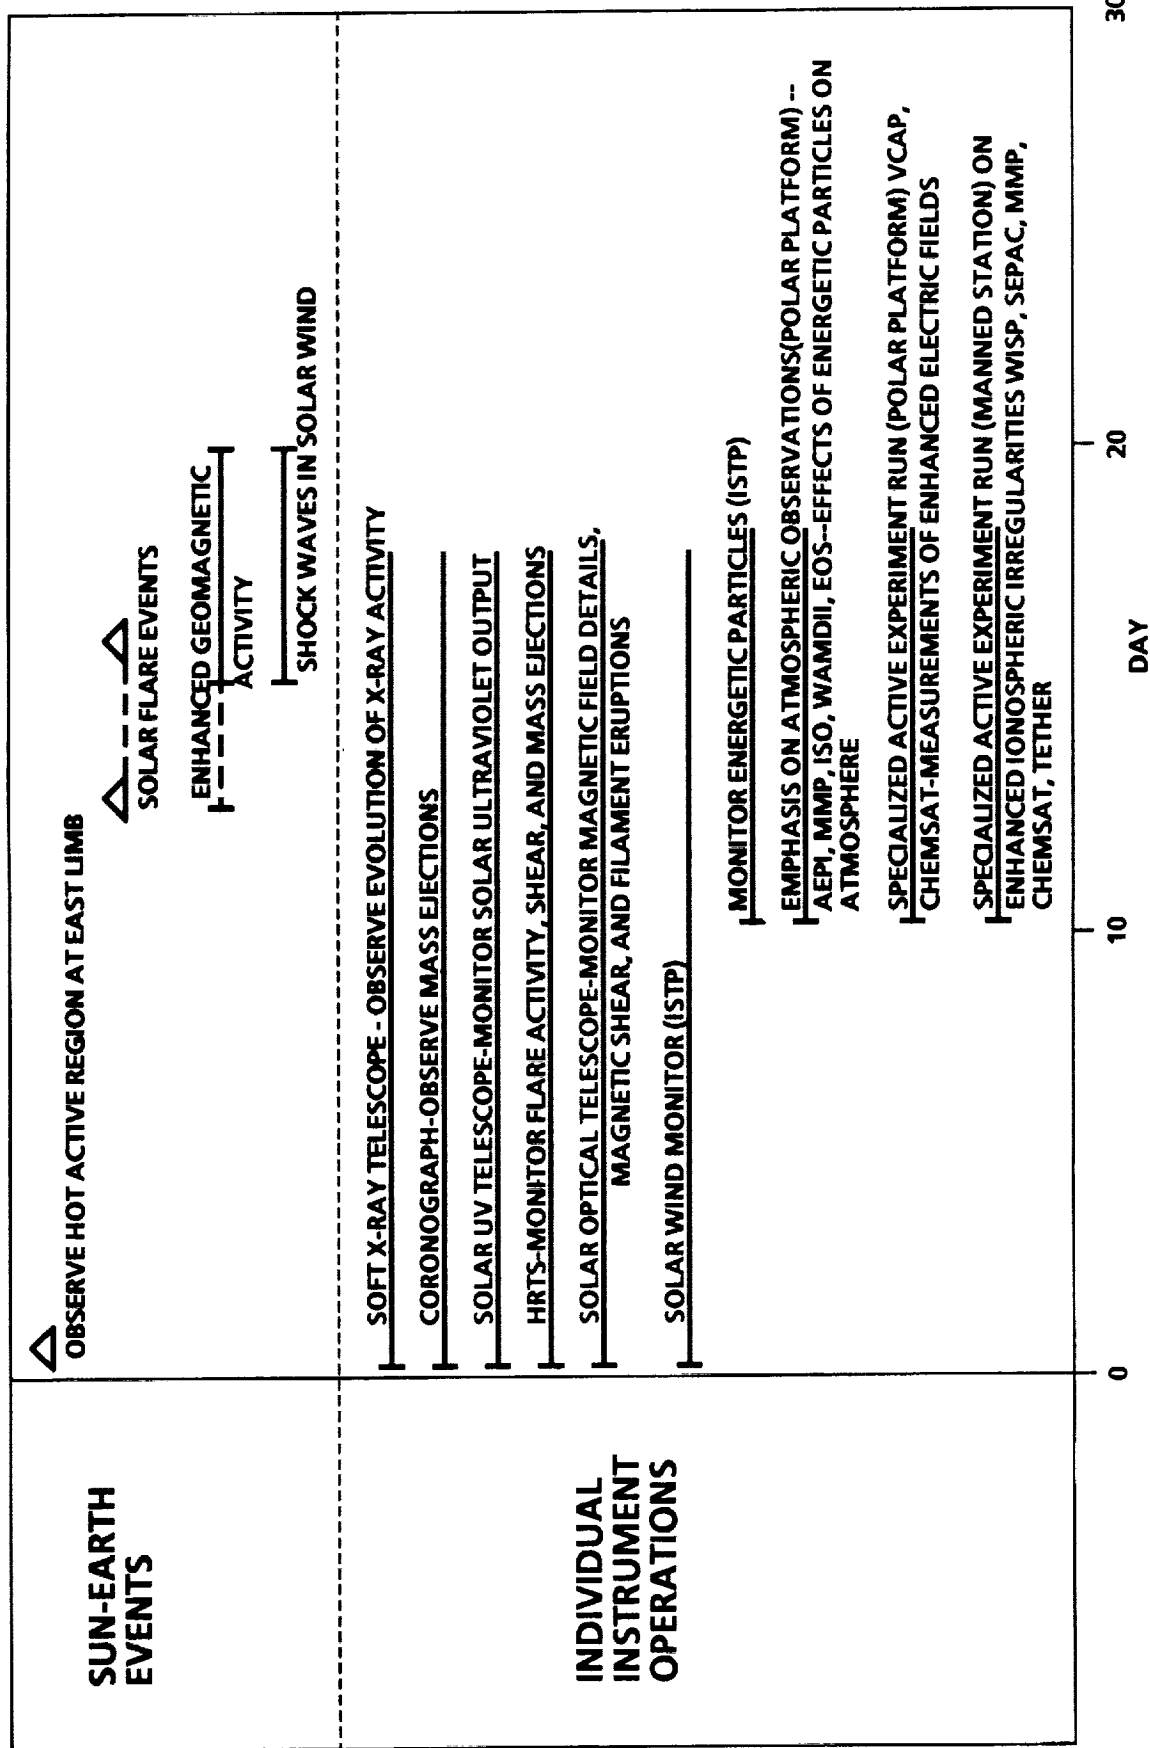 SUN-EARTH
EVENTS
OBSERVE HOT ACTIVE REGION AT EAST LIMB
SOLAR FLARE EVENTS
ENHANCED GEOMAGNETIC
ACTIVITY
SHOCK WAVES IN SOLAR WIND
INDIVIDUAL
INSTRUMENT
OPERATIONS
SOFT X-RAY TELESCOPE - OBSERVE EVOLUTION OF X-RAY ACTIVITY
CORONOGRAPH-OBSERVE MASS EJECTIONS
SOLAR UV TELESCOPE-MONITOR SOLAR ULTRAVIOLET OUTPUT
HRTS-MONITOR FLARE ACTIVITY, SHEAR, AND MASS EJECTIONS
SOLAR OPTICAL TELESCOPE-MONITOR MAGNETIC FIELD DETAILS,
MAGNETIC SHEAR, AND FILAMENT ERUPTIONS
SOLAR WIND MONITOR (ISTP)
MONITOR ENERGETIC PARTICLES (ISTP)
EMPHASIS ON ATMOSPHERIC OBSERVATIONS(POLAR PLATFORM) --
AEPI, MMP, ISO, WAMDII, EOS--EFFECTS OF ENERGETIC PARTICLES ON
ATMOSPHERE
SPECIALIZED ACTIVE EXPERIMENT RUN (POLAR PLATFORM) VCAP,
CHEMSAT-MEASUREMENTS OF ENHANCED ELECTRIC FIELDS
SPECIALIZED ACTIVE EXPERIMENT RUN (MANNED STATION) ON
ENHANCED IONOSPHERIC IRREGULARITIES WISP, SEPAC, MMP,
CHEMSAT, TETHER
0 10 20 30
DAY